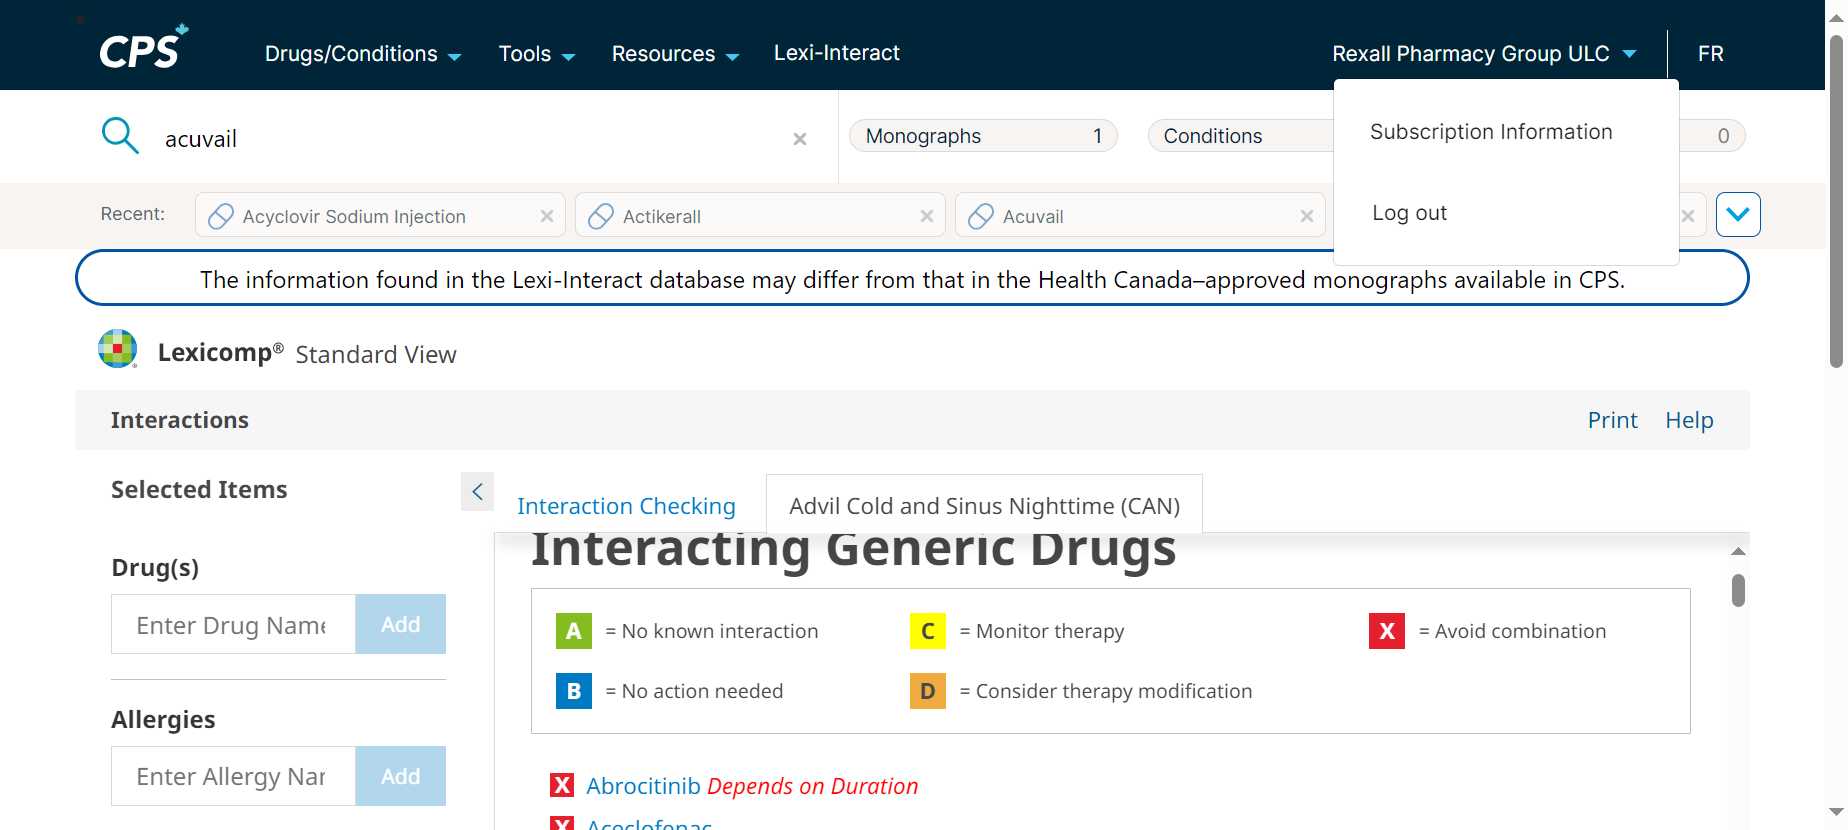 CPS
Drugs/Conditions
Tools
Resources
Lexi-Interact
Rexall Pharmacy Group ULC
FR
Subscription Information
Log out
acuvail
Monographs 1
Conditions
0
Recent:
Acyclovir Sodium Injection
Actikerall
Acuvail
The information found in the Lexi-Interact database may differ from that in the Health Canada–approved monographs available in CPS.
Lexicomp® Standard View
Interactions
Print
Help
Selected Items
Interaction Checking
Advil Cold and Sinus Nighttime (CAN)
Drug(s)
Enter Drug Name
Add
Allergies
Enter Allergy Nar
Add
Interacting Generic Drugs
A = No known interaction
C = Monitor therapy
X = Avoid combination
B = No action needed
D = Consider therapy modification
X Abrocitinib Depends on Duration
X Aceclofenac